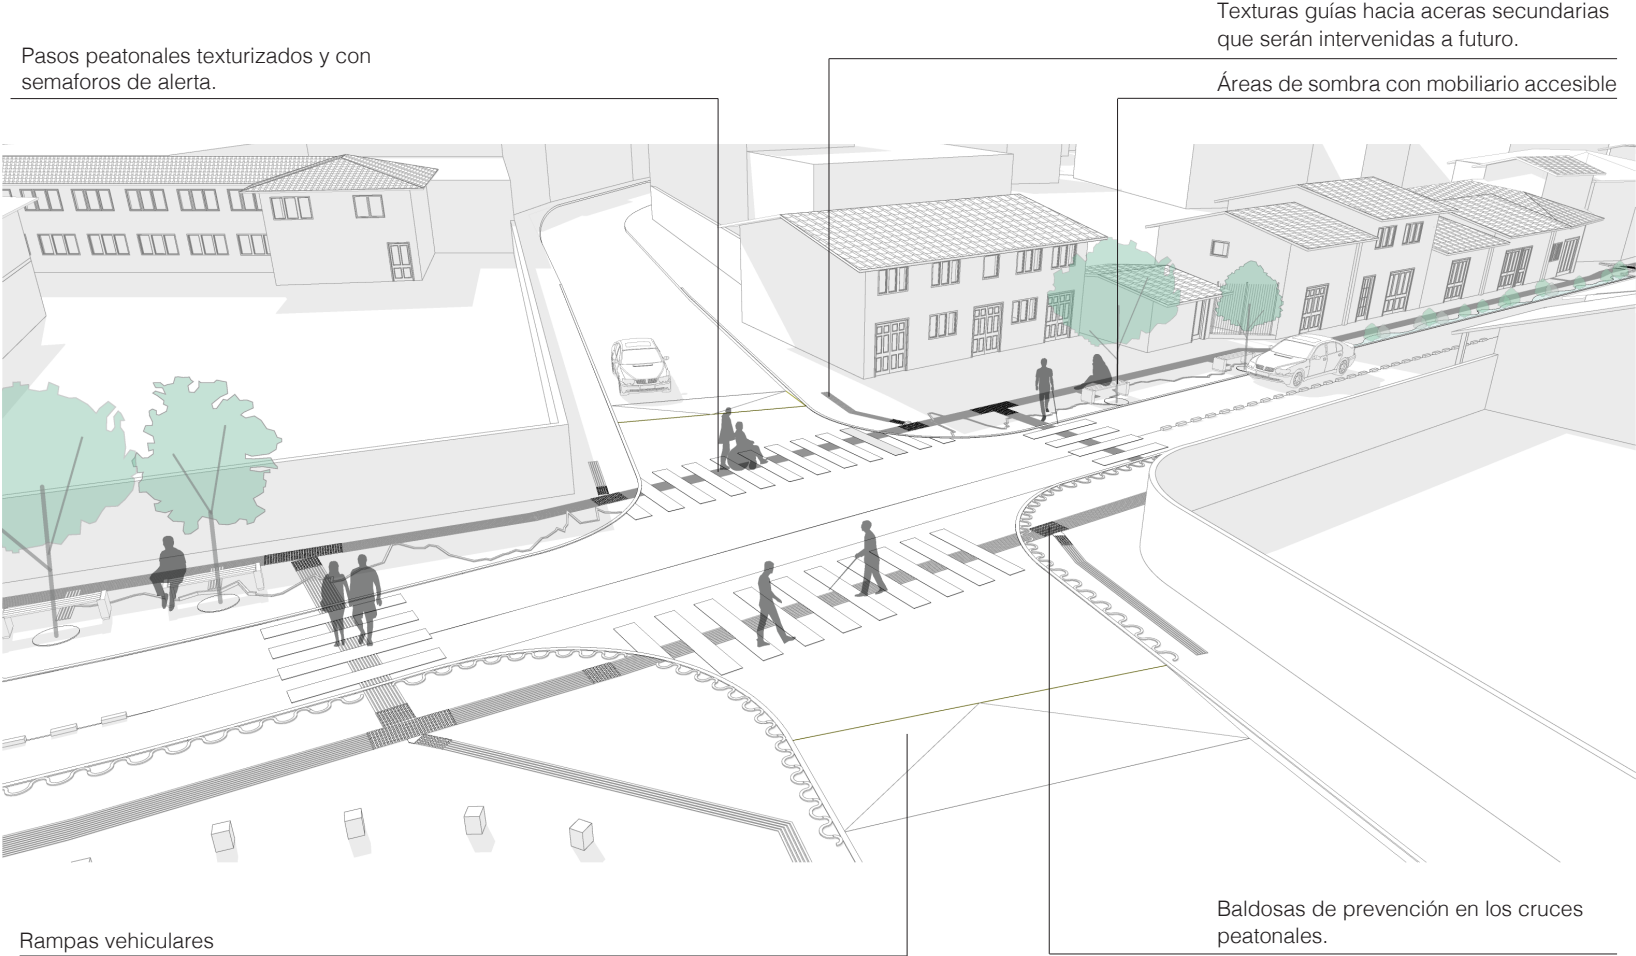 Texturas guías hacia aceras secundarias
que serán intervenidas a futuro.
Pasos peatonales texturizados y con
semaforos de alerta.
Áreas de sombra con mobiliario accesible
Baldosas de prevención en los cruces
peatonales.
Rampas vehiculares